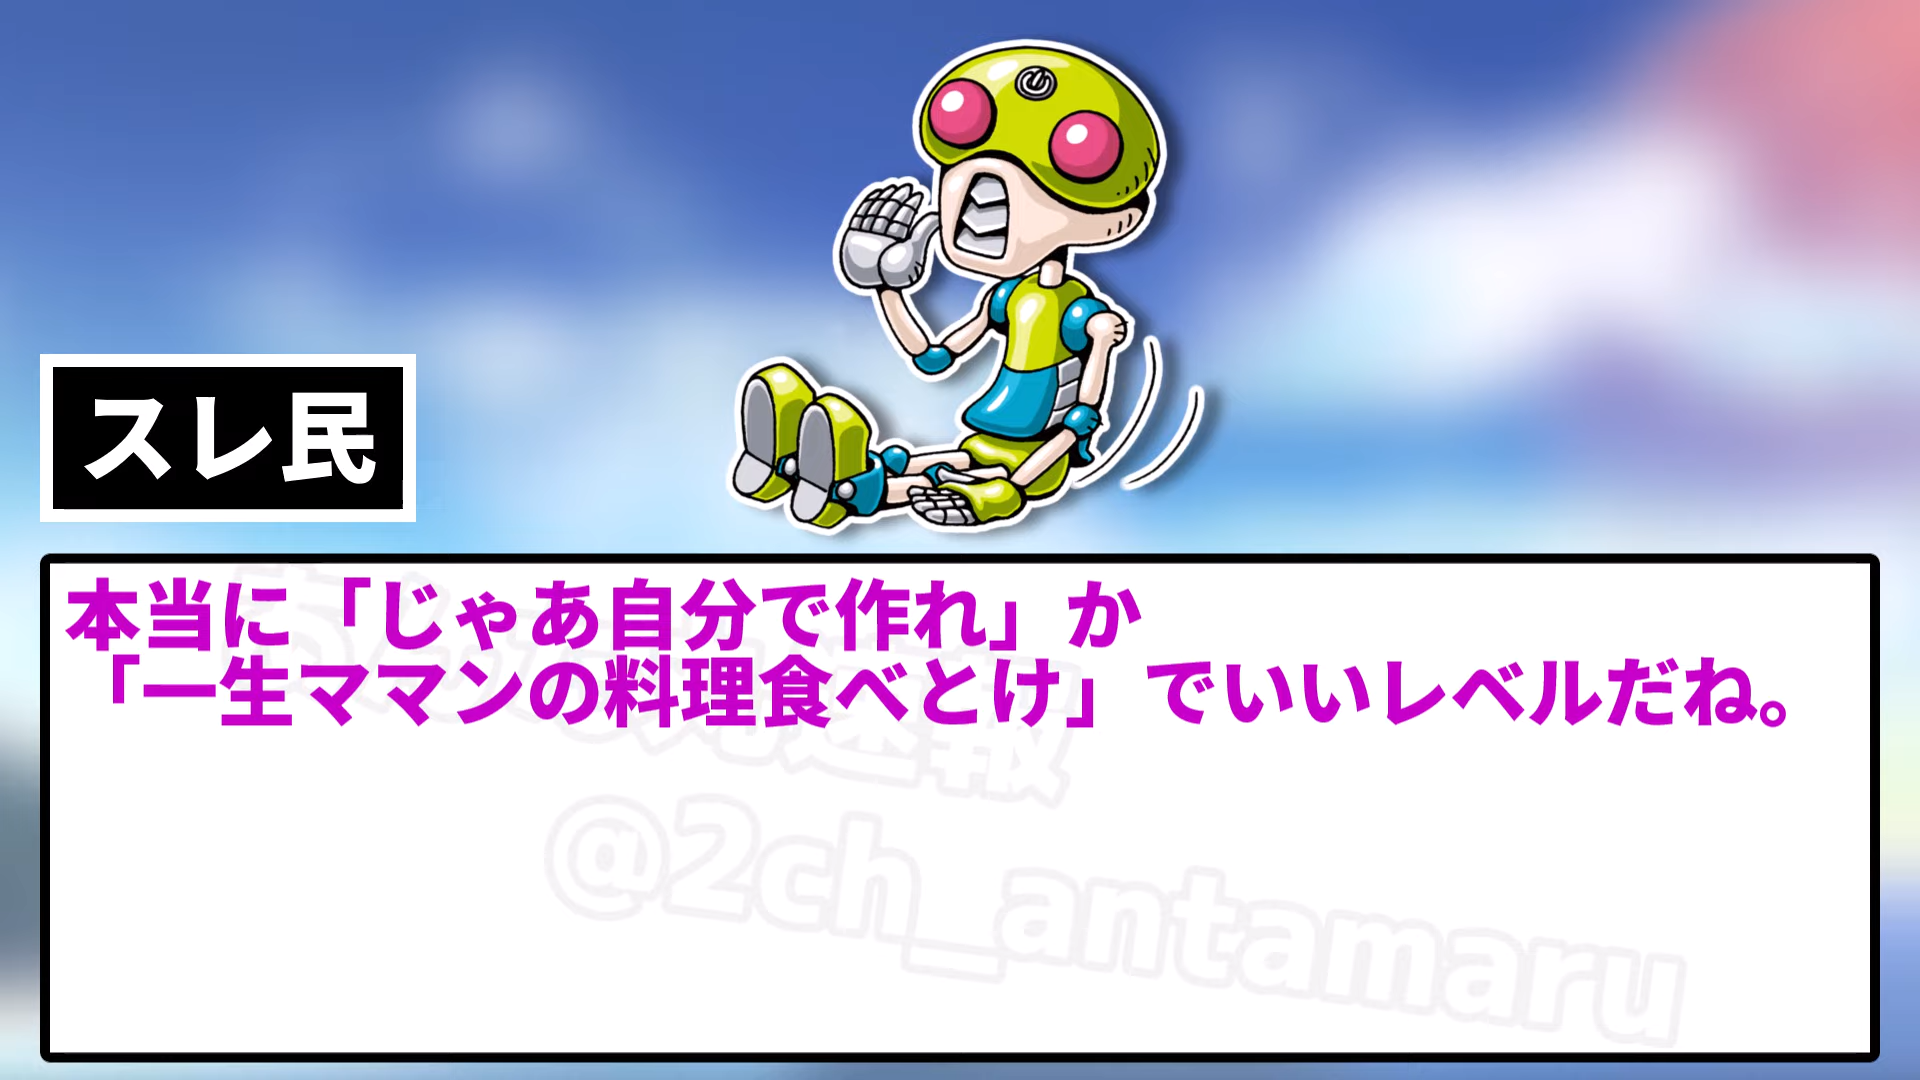 スレ民
本当に「じゃあ自分で作れ」か
「一生ママンの料理食べとけ」でいいレベルだね。
@2ch_antamaru